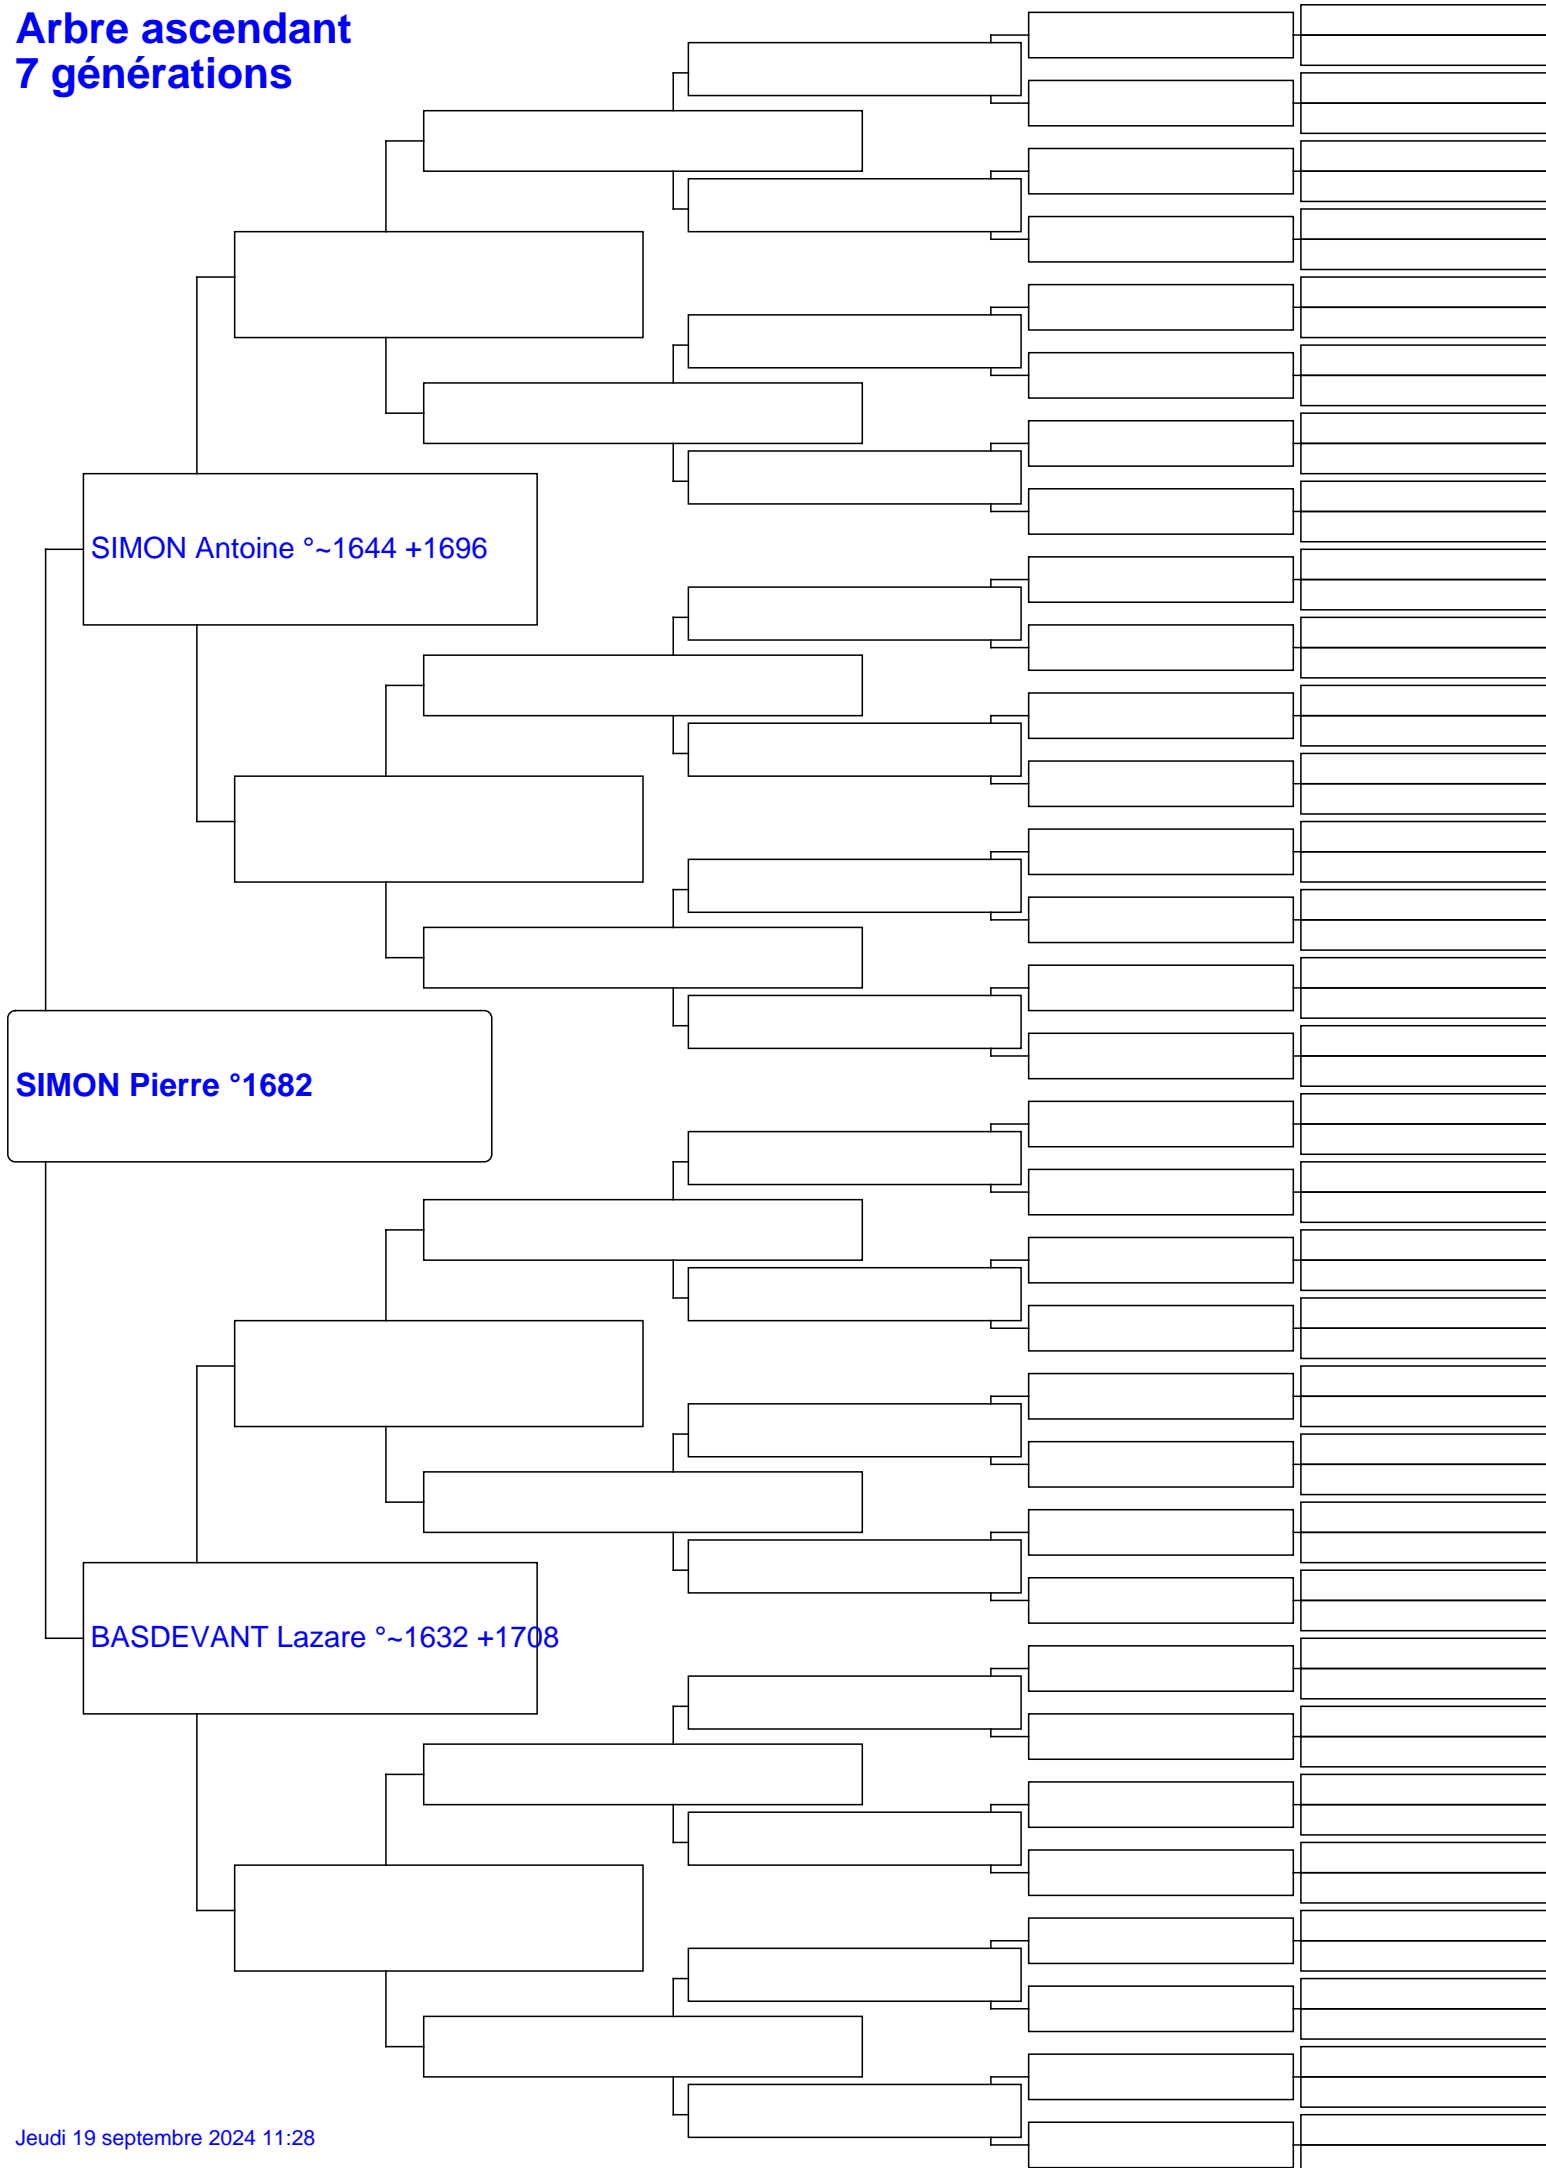 Arbre ascendant
7 générations
SIMON Antoine °~1644 +1696
SIMON Pierre °1682
BASDEVANT Lazare °~1632 +1708
Jeudi 19 septembre 2024 11:28